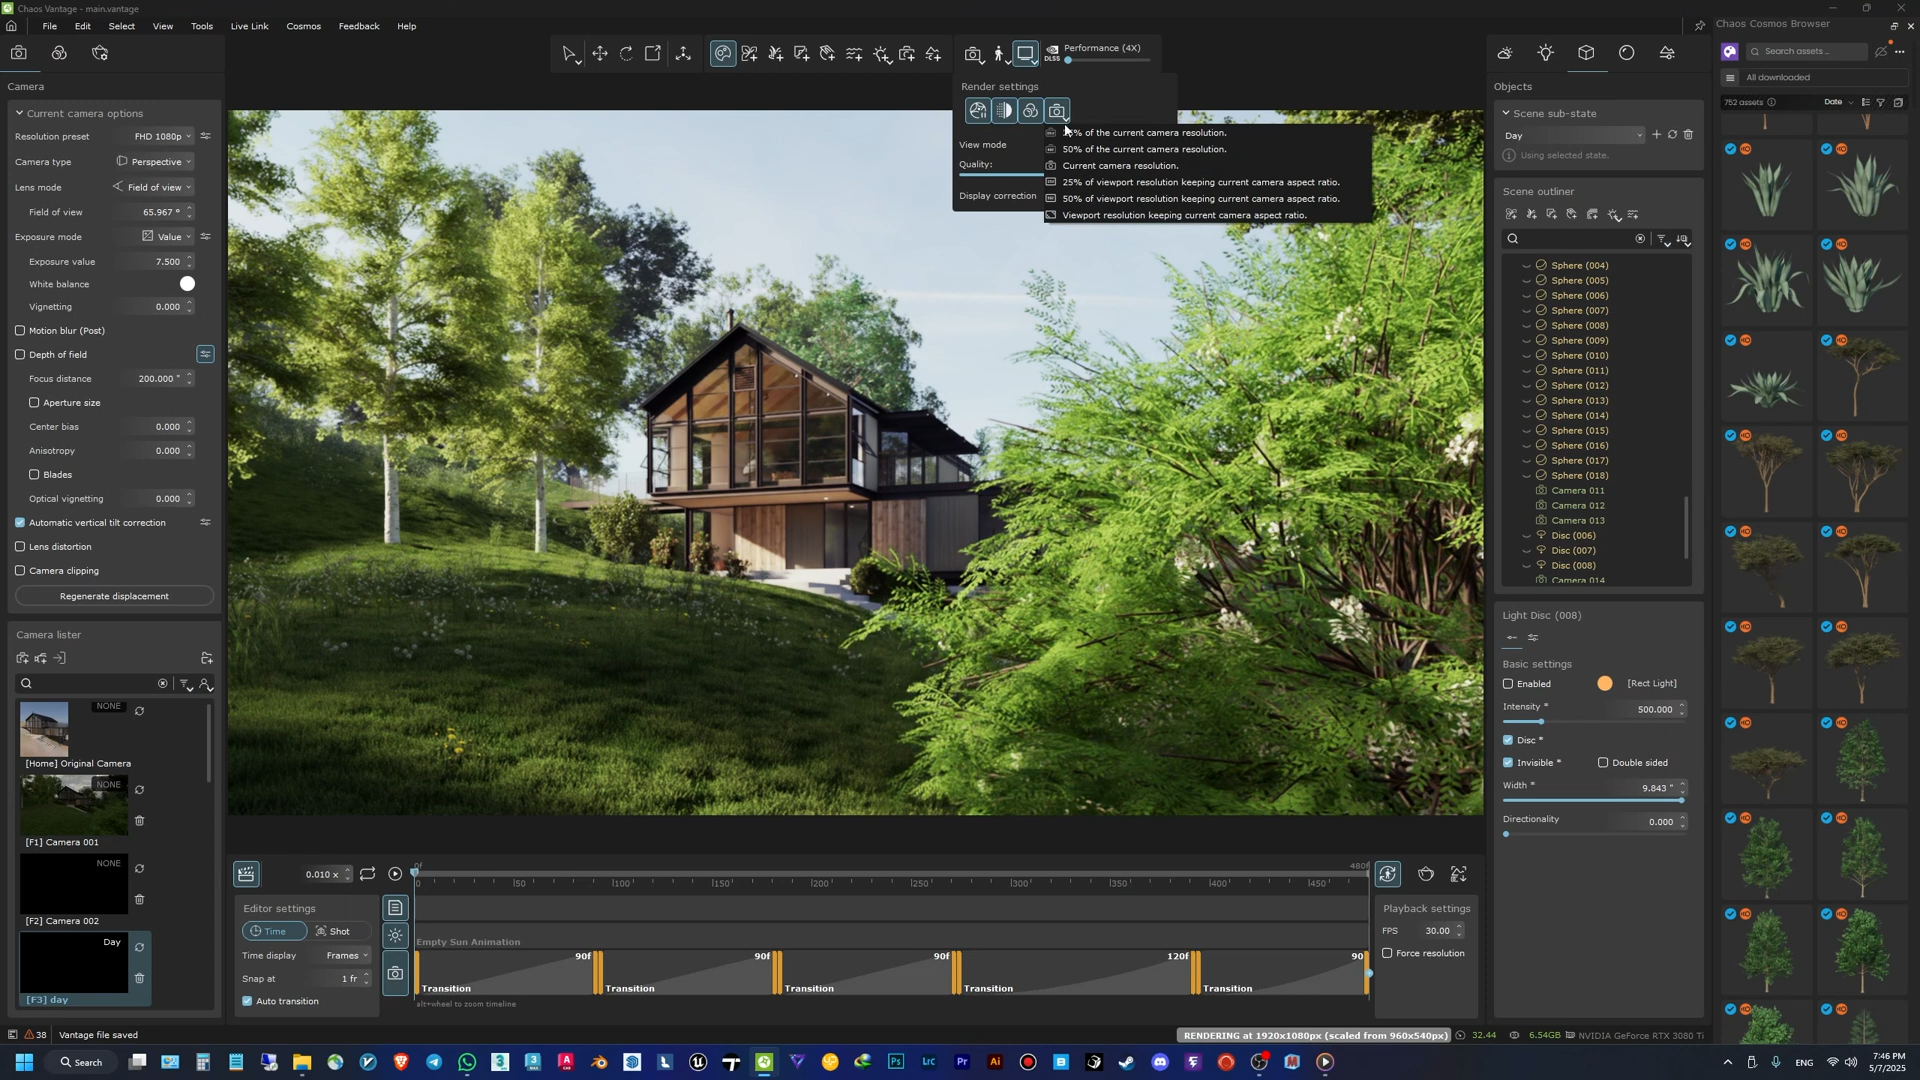 Chaos Vantage - main.vantage
File Edit Select View Tools Live Link Cosmos Feedback Help
Camera
Current camera options
Resolution preset FHD 1080p
Camera type Perspective
Lens mode Field of view
Field of view 65.967 °
Exposure mode Value
Exposure value 7.500
White balance
Vignetting 0.000
Motion blur (Post)
Depth of field
Focus distance 200.000 "
Aperture size
Center bias 0.000
Anisotropy 0.000
Blades
Optical vignetting 0.000
Automatic vertical tilt correction
Lens distortion
Camera clipping
Regenerate displacement
Camera lister
NONE
[Home] Original Camera
NONE
[F1] Camera 001
NONE
[F2] Camera 002
Day
[F3] day
38 Vantage file saved
DLSS Performance (4X)
Render settings
View mode
Quality:
Display correction
% of the current camera resolution.
50% of the current camera resolution.
Current camera resolution.
25% of viewport resolution keeping current camera aspect ratio.
50% of viewport resolution keeping current camera aspect ratio.
Viewport resolution keeping current camera aspect ratio.
0.010 x
0f
480f
0 50 100 150 200 250 300 350 400 450
Editor settings
Time Shot
Time display Frames
Snap at 1 fr
Auto transition
Empty Sun Animation
90f 90f 90f 120f 90
Transition Transition Transition Transition Transition
alt+wheel to zoom timeline
Playback settings
FPS 30.00
Force resolution
RENDERING at 1920x1080px (scaled from 960x540px) 32.44 6.54GB NVIDIA GeForce RTX 3080 Ti
Objects
Scene sub-state
Day
Using selected state.
Scene outliner
Sphere (004)
Sphere (005)
Sphere (006)
Sphere (007)
Sphere (008)
Sphere (009)
Sphere (010)
Sphere (011)
Sphere (012)
Sphere (013)
Sphere (014)
Sphere (015)
Sphere (016)
Sphere (017)
Sphere (018)
Camera 011
Camera 012
Camera 013
Disc (006)
Disc (007)
Disc (008)
Camera 014
Light Disc (008)
Basic settings
Enabled [Rect Light]
Intensity * 500.000
Disc *
Invisible * Double sided
Width * 9.843 "
Directionality 0.000
Chaos Cosmos Browser
Search assets ...
All downloaded
752 assets Date
Search
ENG
7:46 PM
5/7/2025